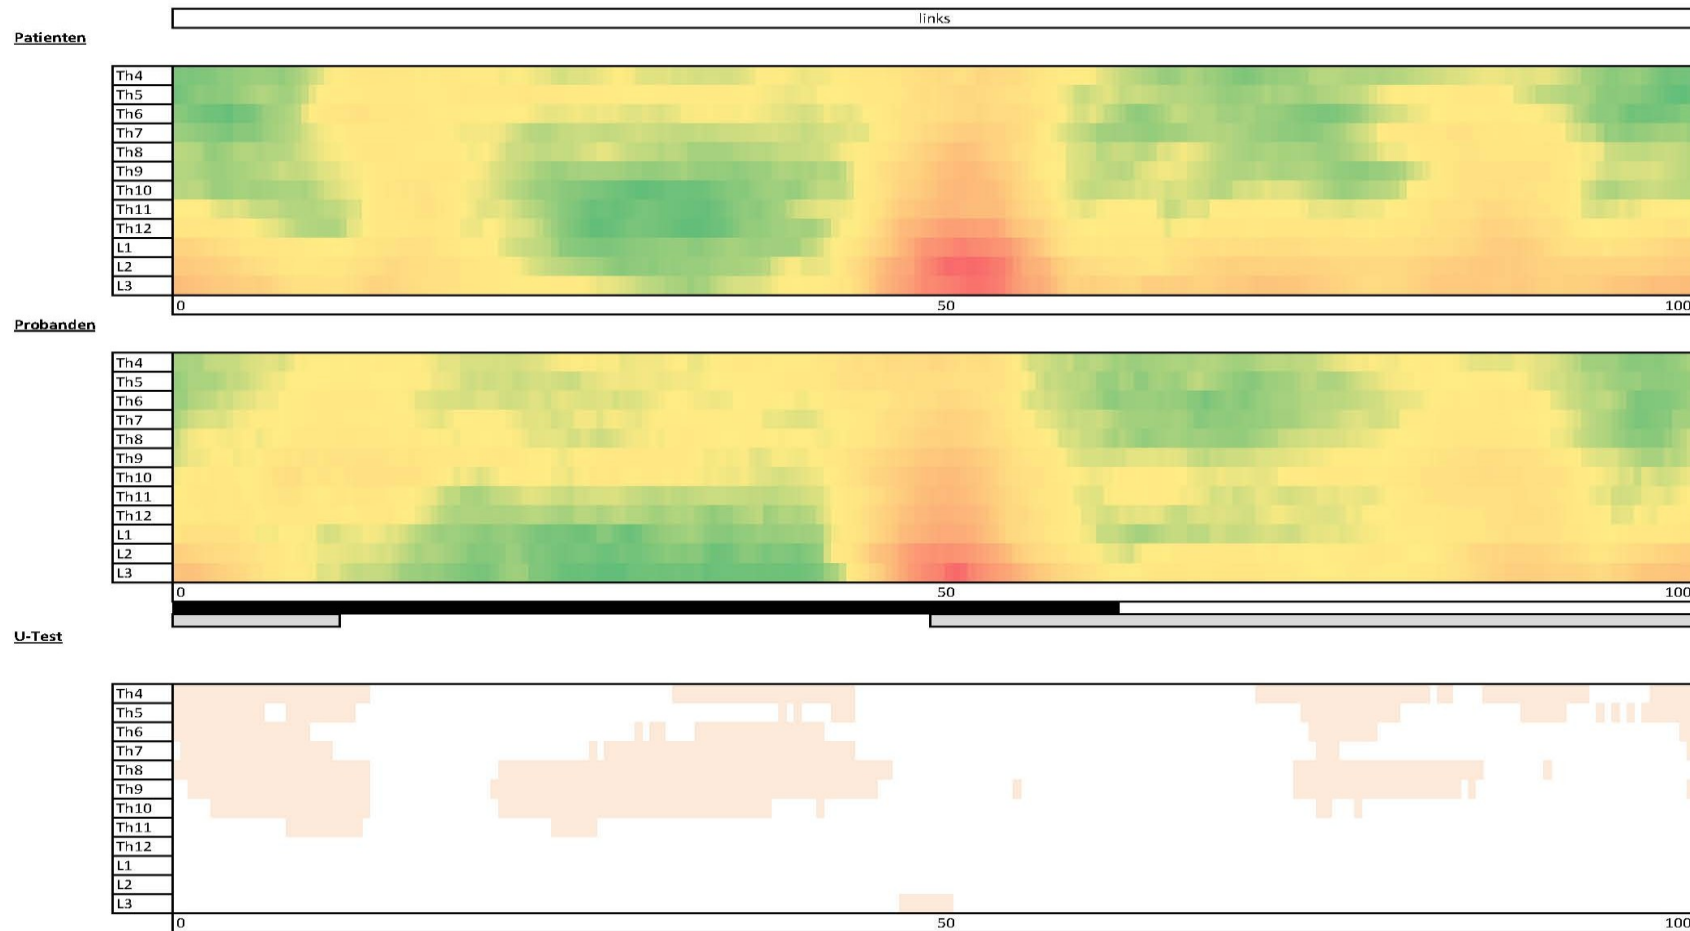 links
Patienten
Th4
Th5
Th6
Th7
Th8
Th9
Th10
Th11
Th12
L1
L2
L3
0 50 100
Probanden
Th4
Th5
Th6
Th7
Th8
Th9
Th10
Th11
Th12
L1
L2
L3
0 50 100
U-Test
Th4
Th5
Th6
Th7
Th8
Th9
Th10
Th11
Th12
L1
L2
L3
0 50 100